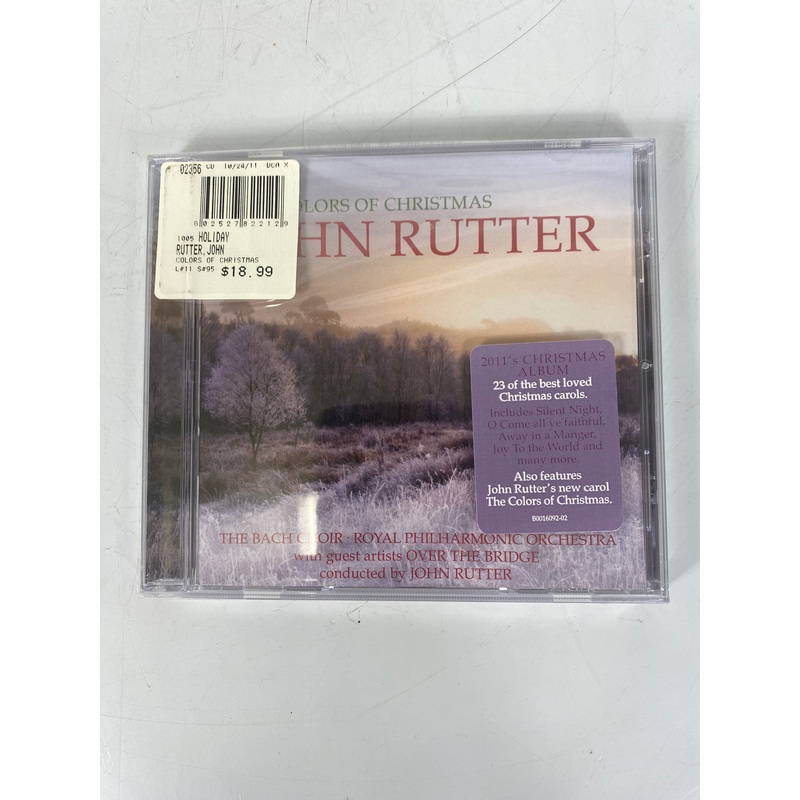 02356 CD 10/24/11 DCA X
8 02527 82212 9
1005 HOLIDAY
RUTTER,JOHN
COLORS OF CHRISTMAS
L#11 S#95 $18.99
OLORS OF CHRISTMAS
HN RUTTER
2011's CHRISTMAS
ALBUM
23 of the best loved
Christmas carols.
Includes Silent Night,
O Come all ye faithful,
Away in a Manger,
Joy To the World and
many more.
Also features
John Rutter's new carol
The Colors of Christmas.
B0016092-02
THE BACH CHOIR · ROYAL PHILHARMONIC ORCHESTRA
with guest artists OVER THE BRIDGE
conducted by JOHN RUTTER